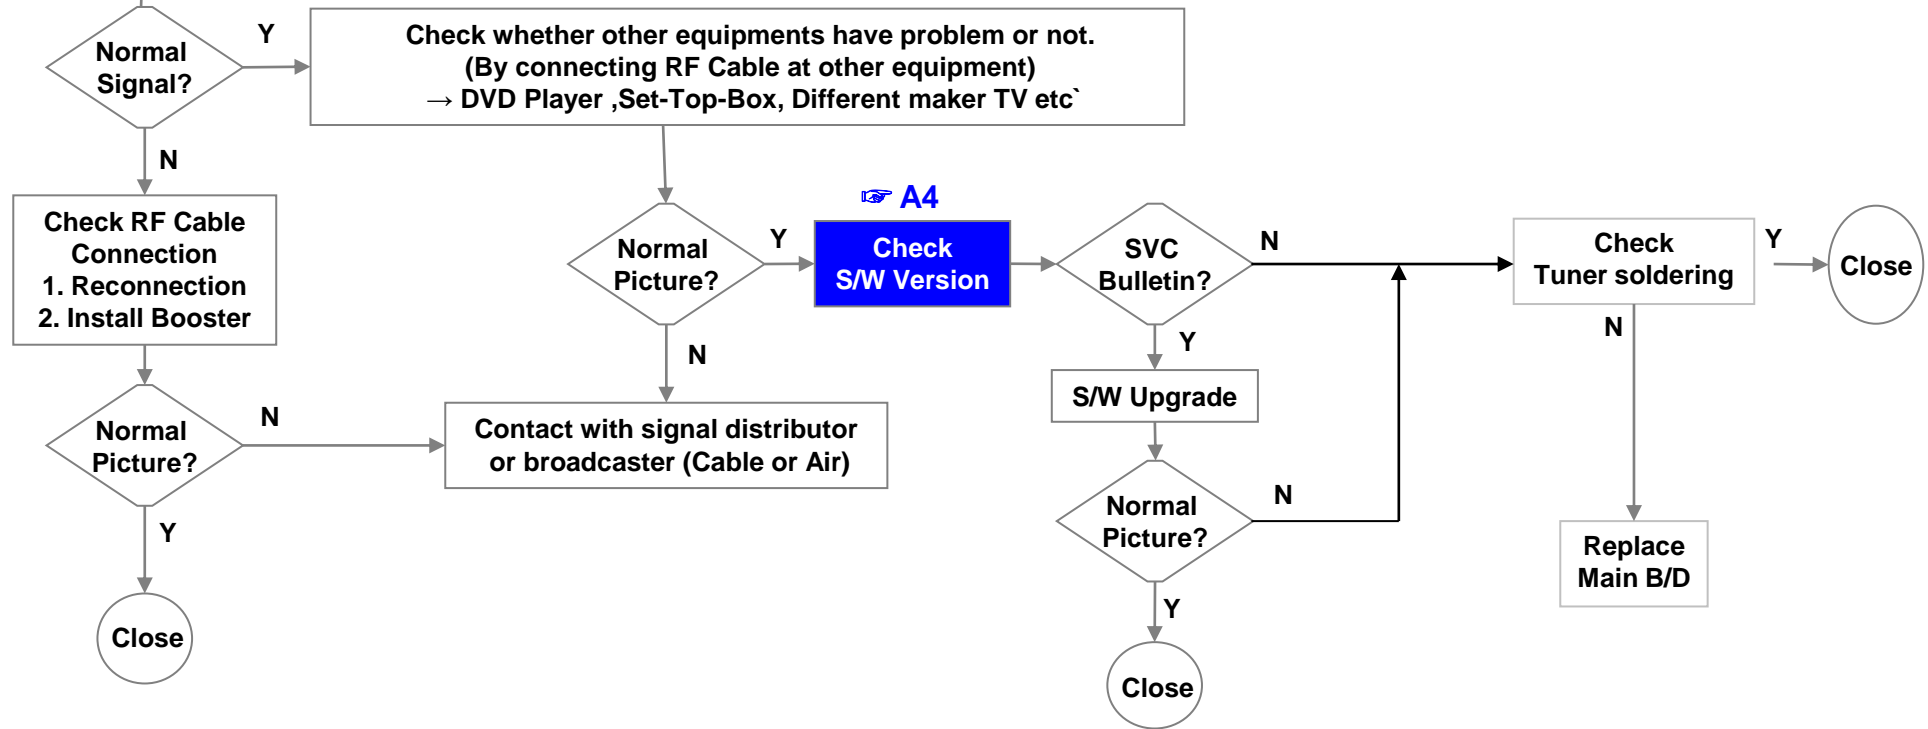 Normal
Signal?
Y
Check whether other equipments have problem or not.
(By connecting RF Cable at other equipment)
→ DVD Player ,Set-Top-Box, Different maker TV etc`
N
Check RF Cable
Connection
1. Reconnection
2. Install Booster
Normal
Picture?
Y
☞ A4
Check
S/W Version
SVC
Bulletin?
N
Check
Tuner soldering
Y
Close
N
Y
N
S/W Upgrade
Normal
Picture?
N
Contact with signal distributor
or broadcaster (Cable or Air)
Normal
Picture?
N
Replace
Main B/D
Y
Y
Close
Close